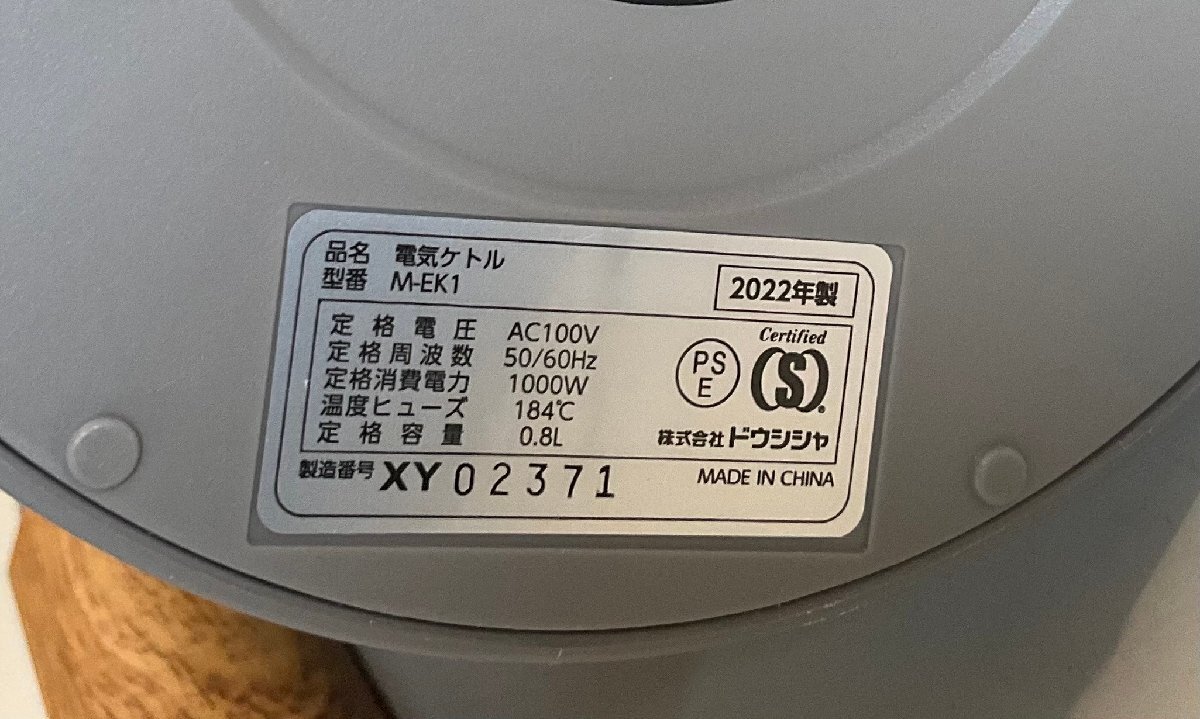 品名 電気ケトル
型番 M-EK1
2022年製
定格電圧 AC100V
定格周波数 50/60Hz
定格消費電力 1000W
温度ヒューズ 184℃
定格容量 0.8L
PS
E
Certified
S
株式会社ドウシシャ
製造番号 XY02371
MADE IN CHINA